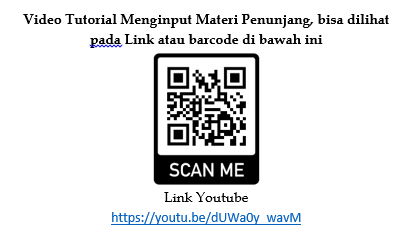 Video Tutorial Menginput Materi Penunjang, bisa dilihat
pada Link atau barcode di bawah ini
SCAN ME
Link Youtube
https://youtu.be/dUWa0y_wavM